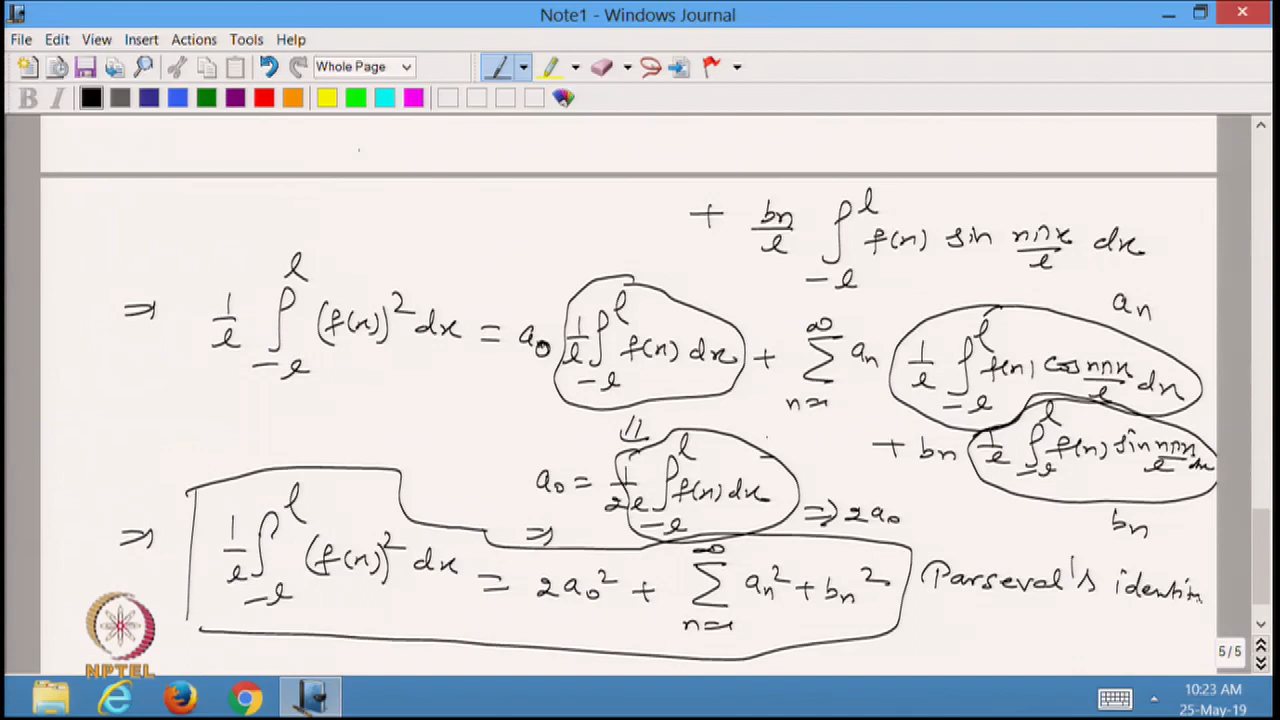 Note1 - Windows Journal
File Edit View Insert Actions Tools Help
Whole Page
B I
+ bn/l ∫_{-l}^{l} f(x) sin nπx/l dx
⇒ 1/l ∫_{-l}^{l} (f(x))² dx = a₀ 1/l ∫_{-l}^{l} f(x) dx + ∑_{n=1}^{∞} an 1/l ∫_{-l}^{l} f(x) cos nπx/l dx
an
+ bn 1/l ∫_{-l}^{l} f(x) sin nπx/l dx
bn
a₀ = 1/2l ∫_{-l}^{l} f(x) dx ⇒ 2a₀
⇒ 1/l ∫_{-l}^{l} (f(x))² dx = 2a₀² + ∑_{n=1}^{∞} an² + bn² Parseval's identity
NPTEL
5 / 5
10:23 AM
25-May-19